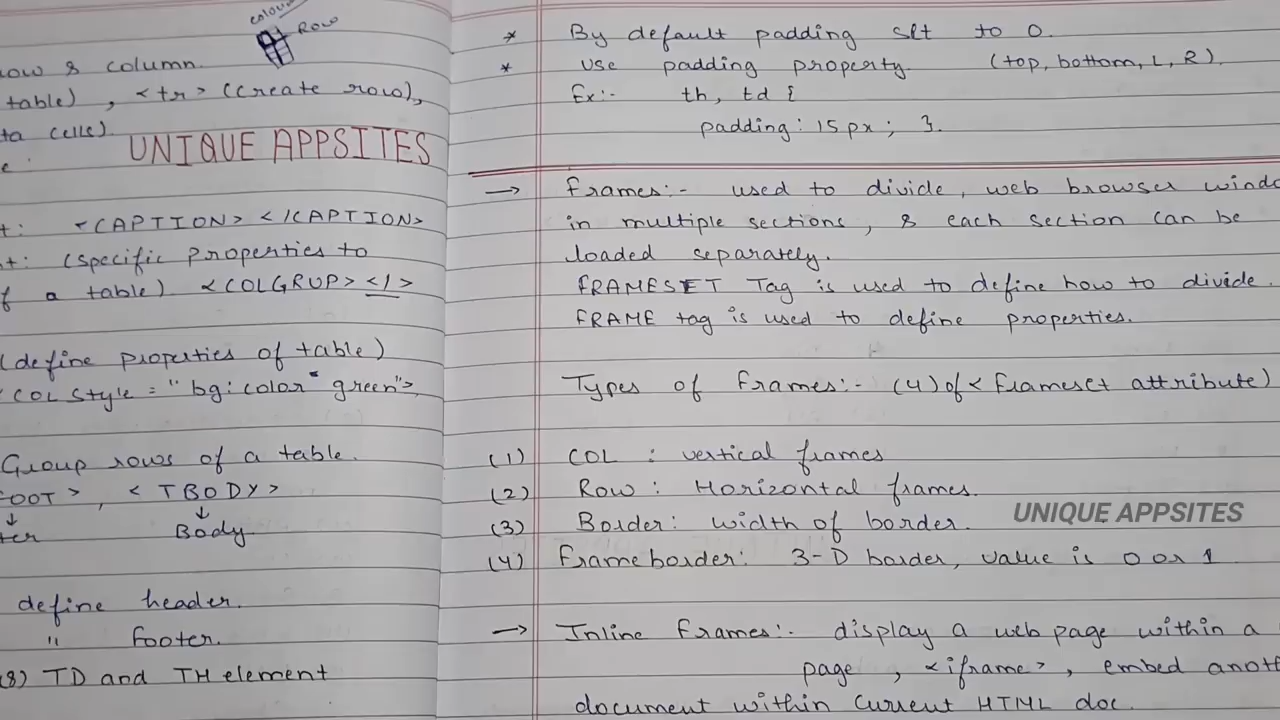 colour
Row
row & column.
table) , <tr> (create row),
ta cells).
e:
UNIQUE APPSITES
t: <CAPTION> </CAPTION>
t: (specific properties to
f a table) <COLGRUP> </>
(define properties of table)
COL Style = "bg:color" green">
Group rows of a table.
FOOT> , <TBODY>
↓ ↓
ter Body
define header.
" footer.
(8) TD and TH element
* By default padding set to 0.
* Use padding property. (top, bottom, L, R).
Ex:- th, td {
padding: 15px; }.
→ Frames:- used to divide, web browser windo
in multiple sections, & each section can be
loaded separately.
FRAMESET Tag is used to define how to divide.
FRAME tag is used to define properties.
Types of Frames:- (4) of < Frameset attribute)
(1) COL : vertical frames
(2) Row : Horizontal frames.
(3) Border: width of border.
UNIQUE APPSITES
(4) Frameborder: 3-D border, value is 0 or 1
→ Inline Frames:- display a web page within a
page, <iframe>, embed anoth
document within current HTML doc.